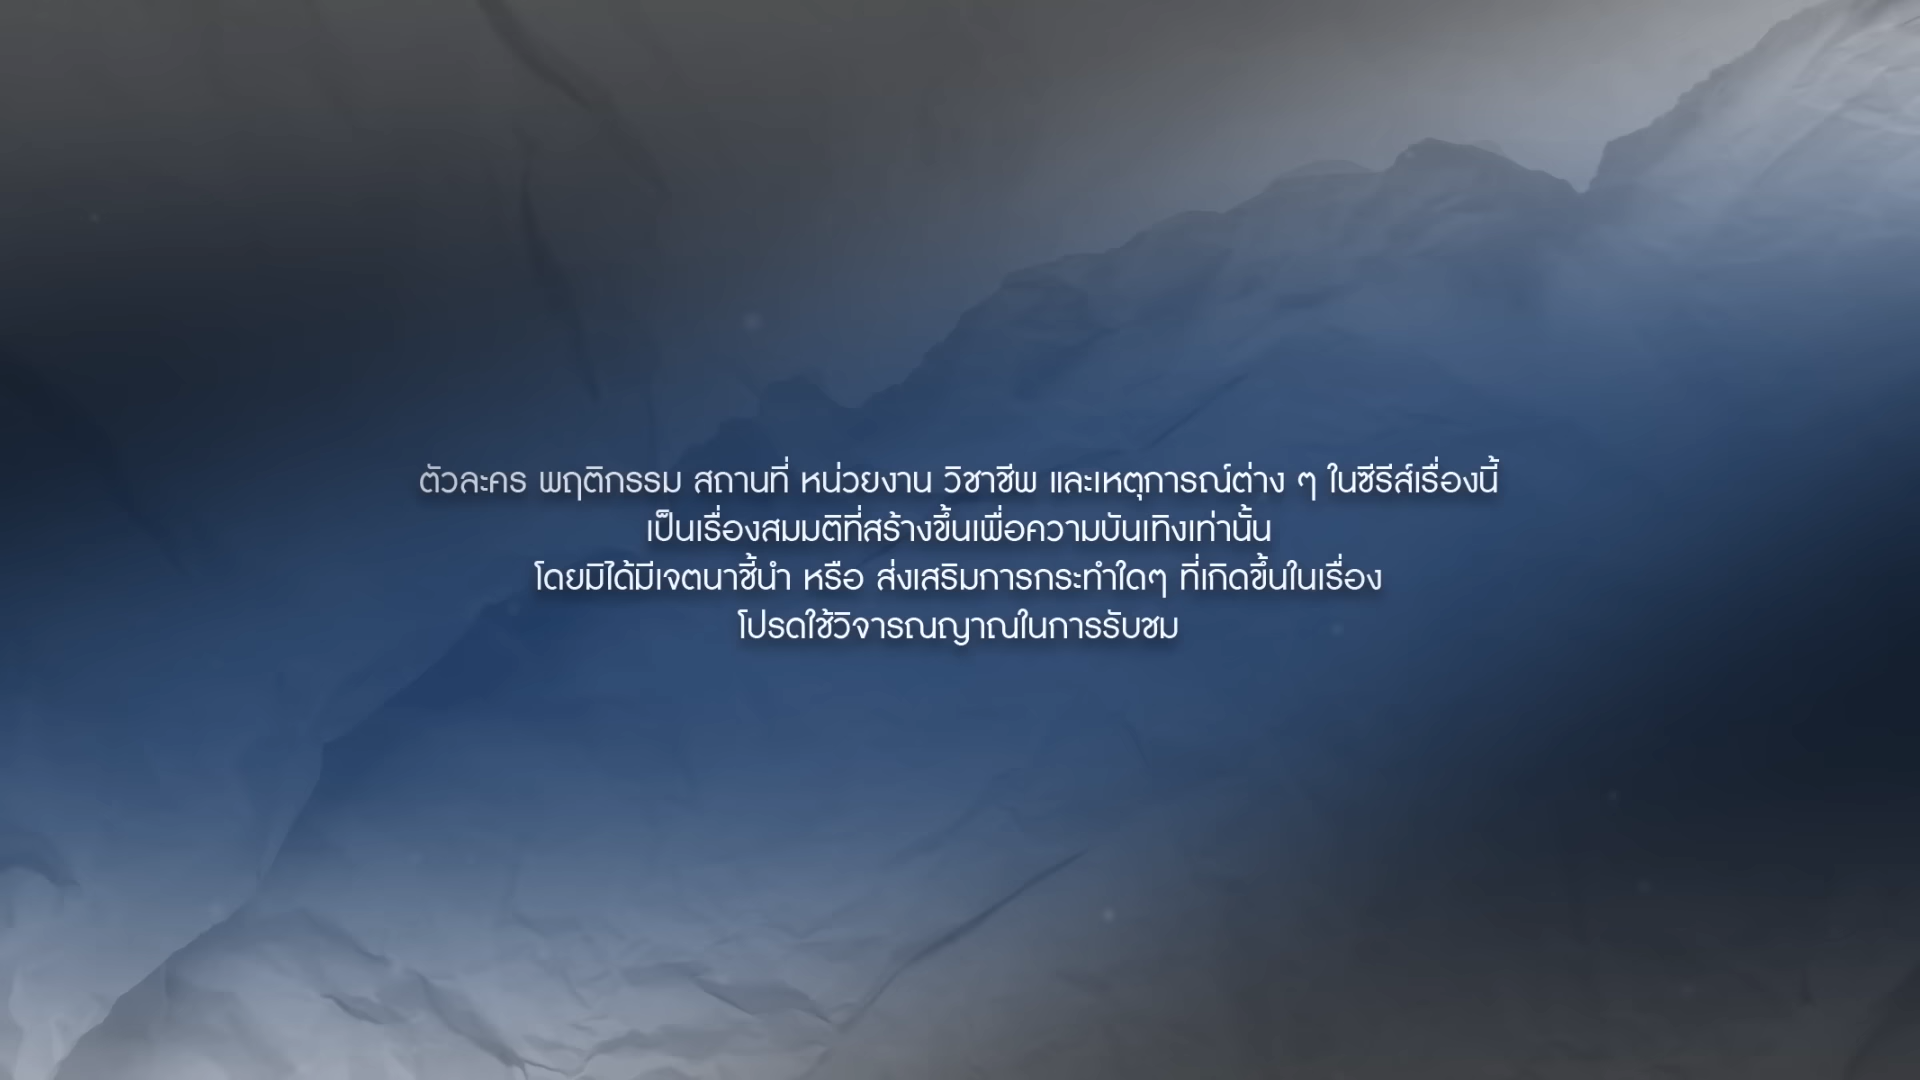 ตัวละคร พฤติกรรม สถานที่ หน่วยงาน วิชาชีพ และเหตุการณ์ต่าง ๆ ในซีรีส์เรื่องนี้
เป็นเรื่องสมมติที่สร้างขึ้นเพื่อความบันเทิงเท่านั้น
โดยมิได้มีเจตนาชี้นำ หรือ ส่งเสริมการกระทำใดๆ ที่เกิดขึ้นในเรื่อง
โปรดใช้วิจารณญาณในการรับชม